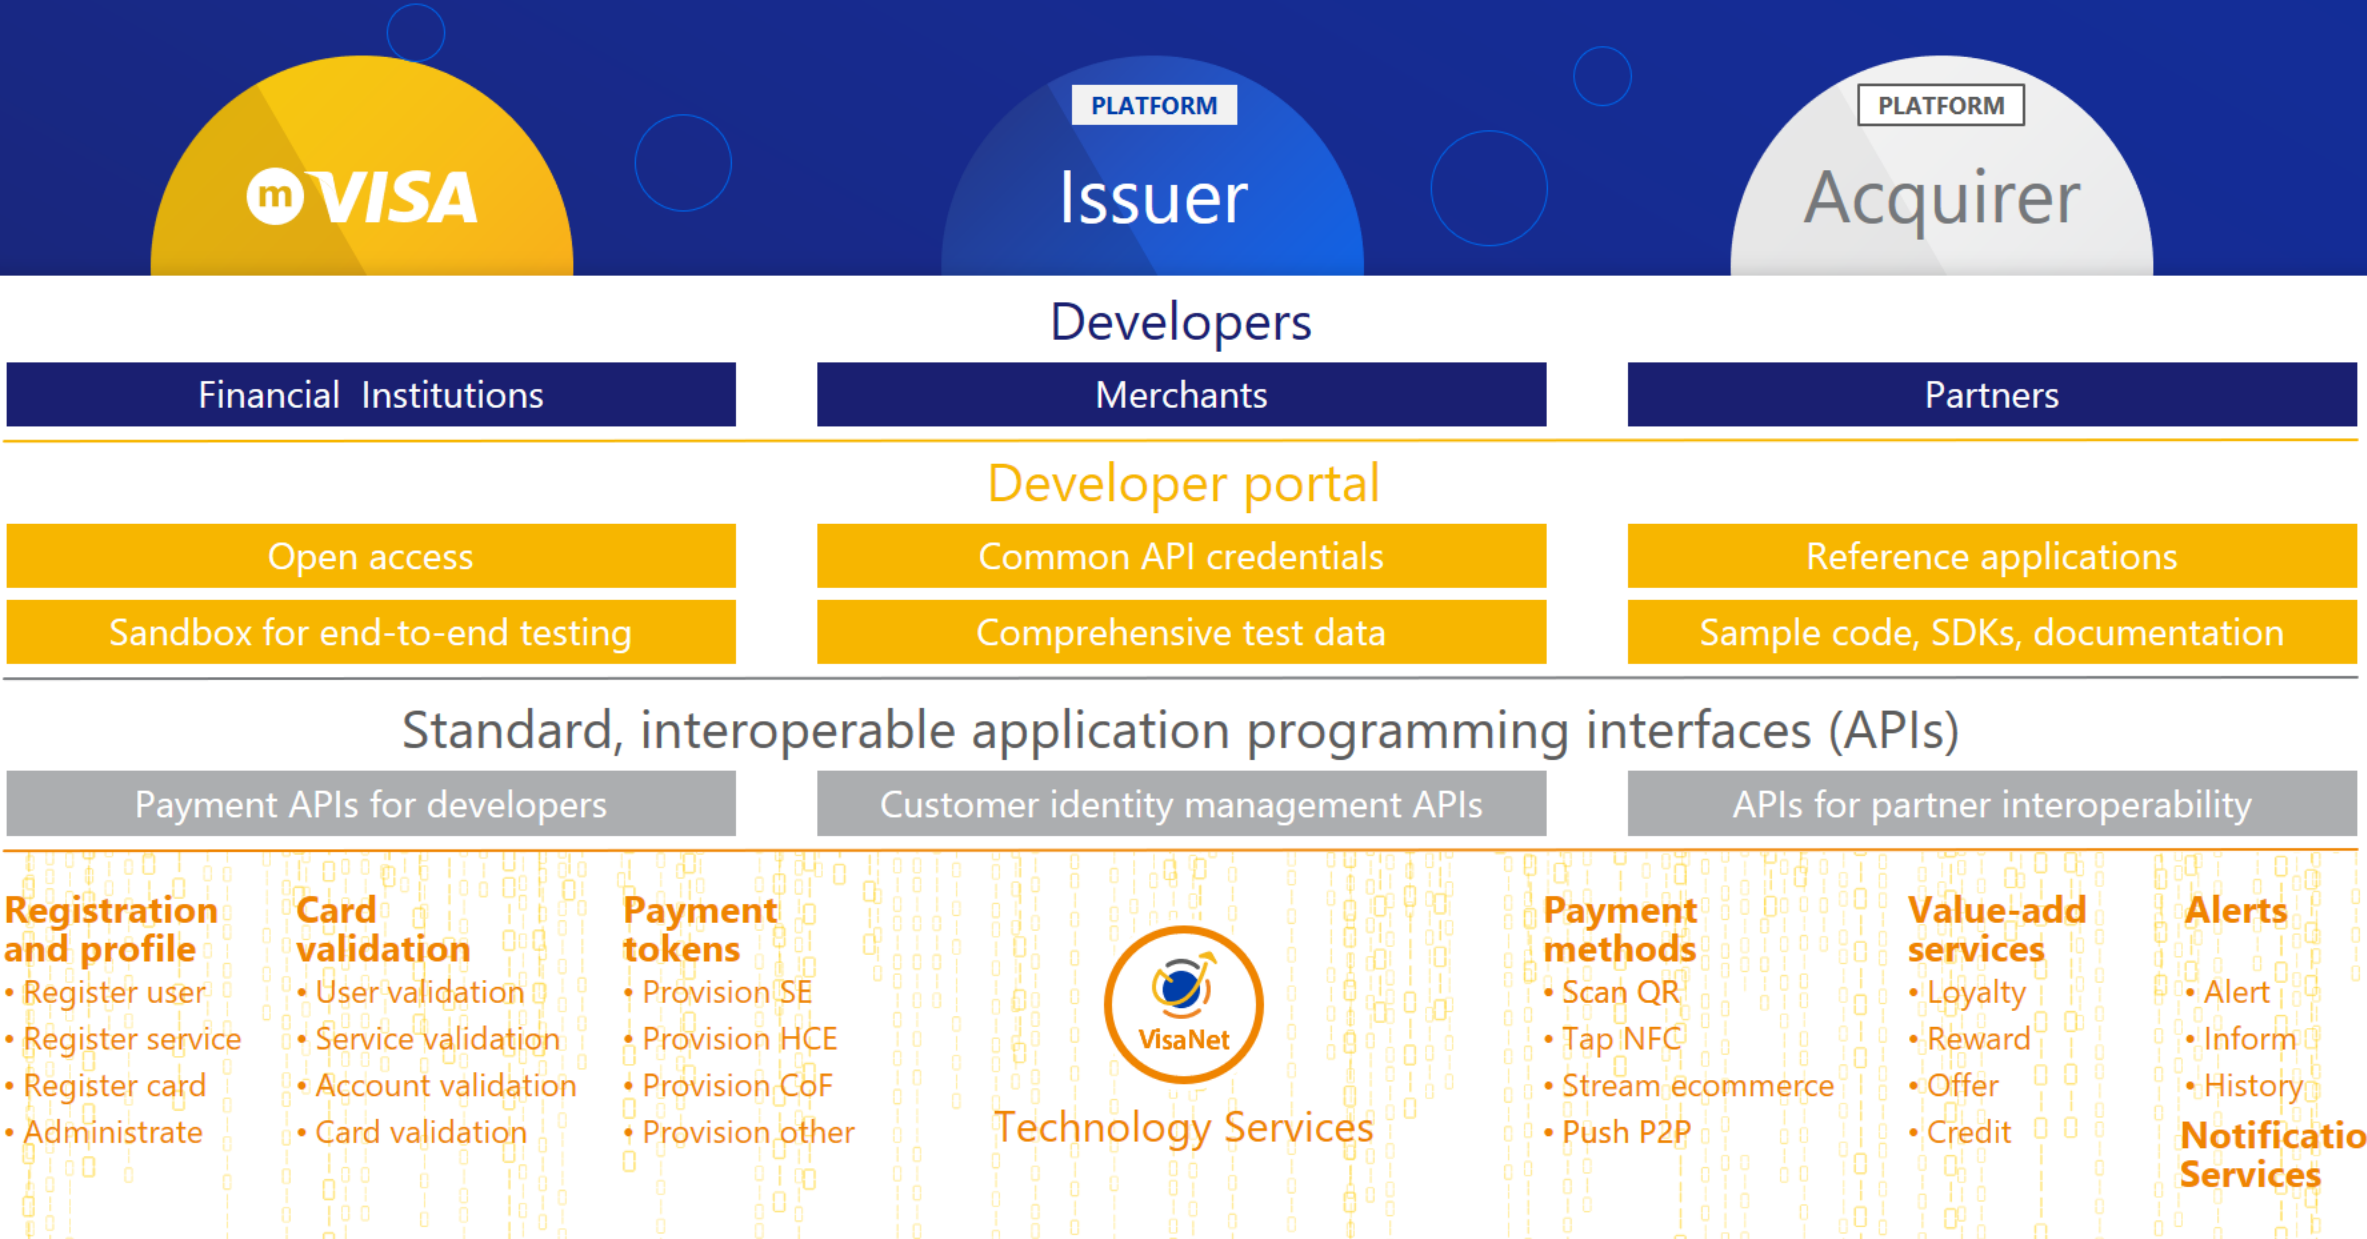 m VISA
PLATFORM
Issuer
PLATFORM
Acquirer
Developers
Financial Institutions
Merchants
Partners
Developer portal
Open access
Common API credentials
Reference applications
Sandbox for end-to-end testing
Comprehensive test data
Sample code, SDKs, documentation
Standard, interoperable application programming interfaces (APIs)
Payment APIs for developers
Customer identity management APIs
APIs for partner interoperability
Registration
and profile
• Register user
• Register service
• Register card
• Administrate
Card
validation
• User validation
• Service validation
• Account validation
• Card validation
Payment
tokens
• Provision SE
• Provision HCE
• Provision CoF
• Provision other
VisaNet
Technology Services
Payment
methods
• Scan QR
• Tap NFC
• Stream ecommerce
• Push P2P
Value-add
services
• Loyalty
• Reward
• Offer
• Credit
Alerts
• Alert
• Inform
• History
Notificatio
Services